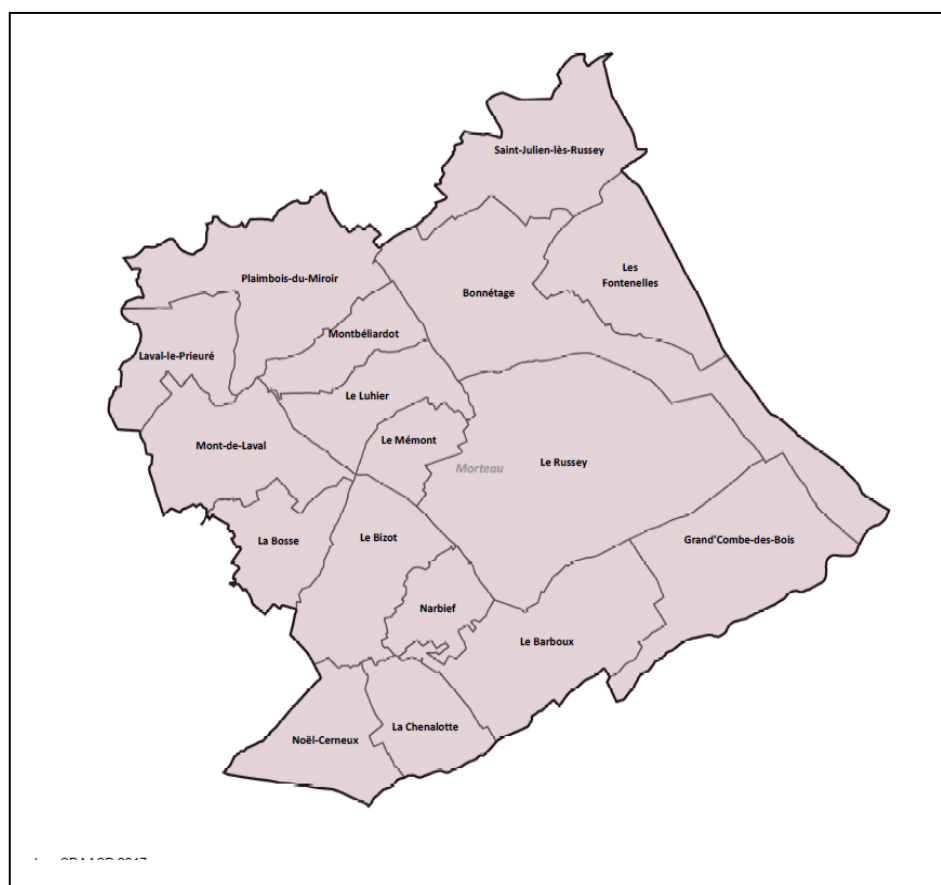 Saint-Julien-lès-Russey
Les
Fontenelles
Plaimbois-du-Miroir
Bonnétage
Montbéliardot
Laval-le-Prieuré
Le Luhier
Le Mémont
Mont-de-Laval
Morteau
Le Russey
La Bosse
Le Bizot
Grand'Combe-des-Bois
Narbief
Le Barboux
La Chenalotte
Noël-Cerneux